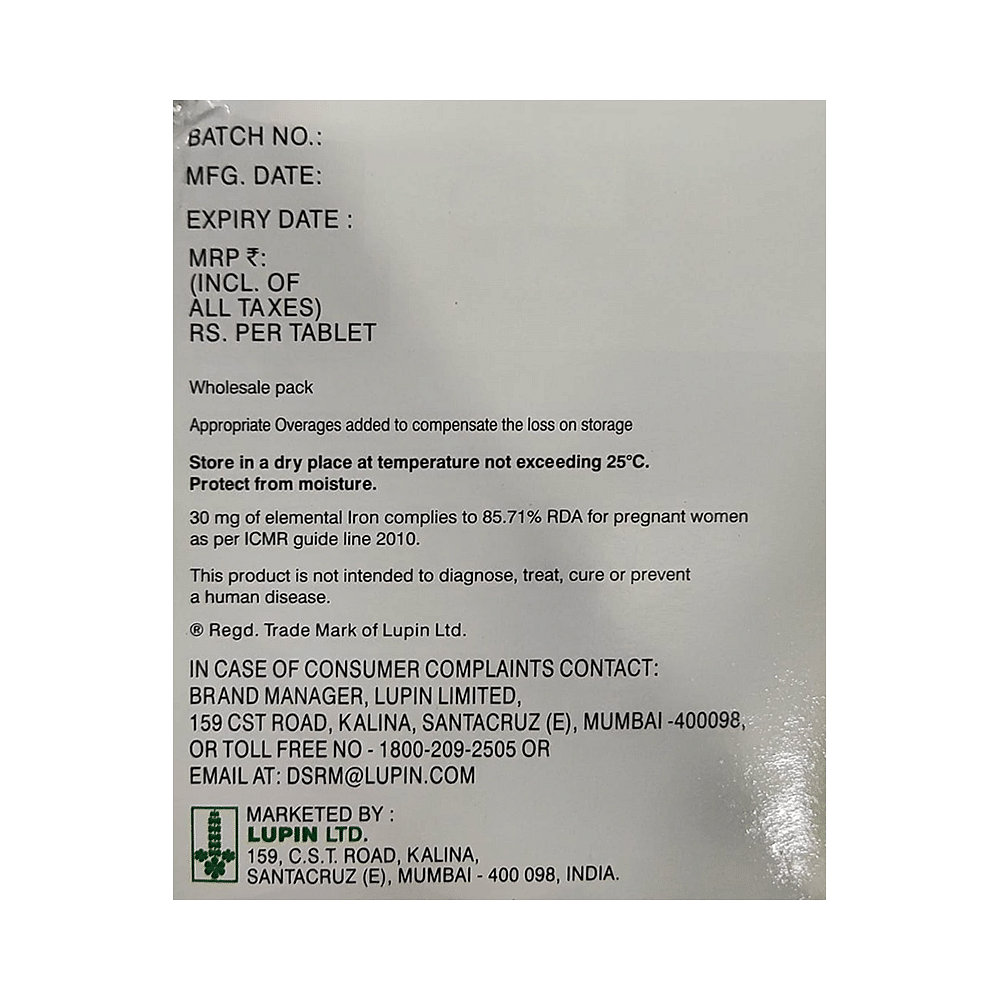 BATCH NO.:
MFG. DATE:
EXPIRY DATE :
MRP ₹:
(INCL. OF
ALL TAXES)
RS. PER TABLET
Wholesale pack
Appropriate Overages added to compensate the loss on storage
Store in a dry place at temperature not exceeding 25°C.
Protect from moisture.
30 mg of elemental Iron complies to 85.71% RDA for pregnant women
as per ICMR guide line 2010.
This product is not intended to diagnose, treat, cure or prevent
a human disease.
® Regd. Trade Mark of Lupin Ltd.
IN CASE OF CONSUMER COMPLAINTS CONTACT:
BRAND MANAGER, LUPIN LIMITED,
159 CST ROAD, KALINA, SANTACRUZ (E), MUMBAI -400098,
OR TOLL FREE NO - 1800-209-2505 OR
EMAIL AT: DSRM@LUPIN.COM
MARKETED BY :
LUPIN LTD.
159, C.S.T. ROAD, KALINA,
SANTACRUZ (E), MUMBAI - 400 098, INDIA.